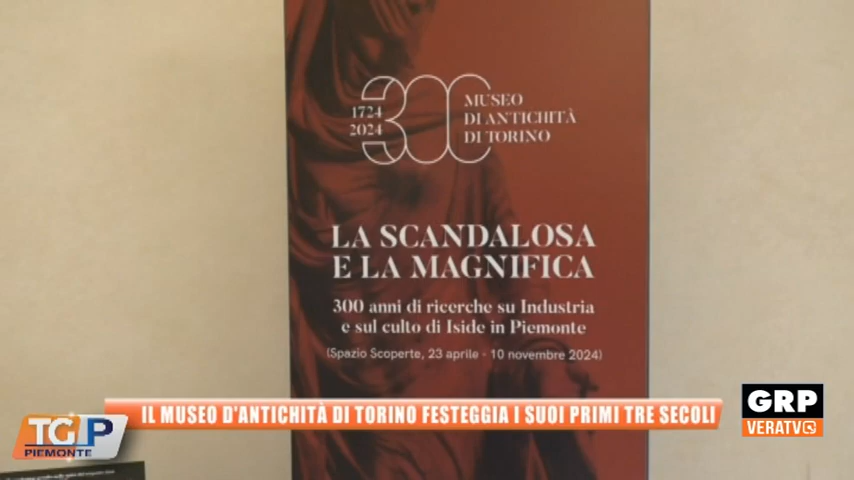 1724
2024
300
MUSEO
DI ANTICHITÀ
DI TORINO
LA SCANDALOSA
E LA MAGNIFICA
300 anni di ricerche su Industria
e sul culto di Iside in Piemonte
(Spazio Scoperte, 23 aprile - 10 novembre 2024)
IL MUSEO D'ANTICHITÀ DI TORINO FESTEGGIA I SUOI PRIMI TRE SECOLI
TGP
PIEMONTE
GRP
VERATV